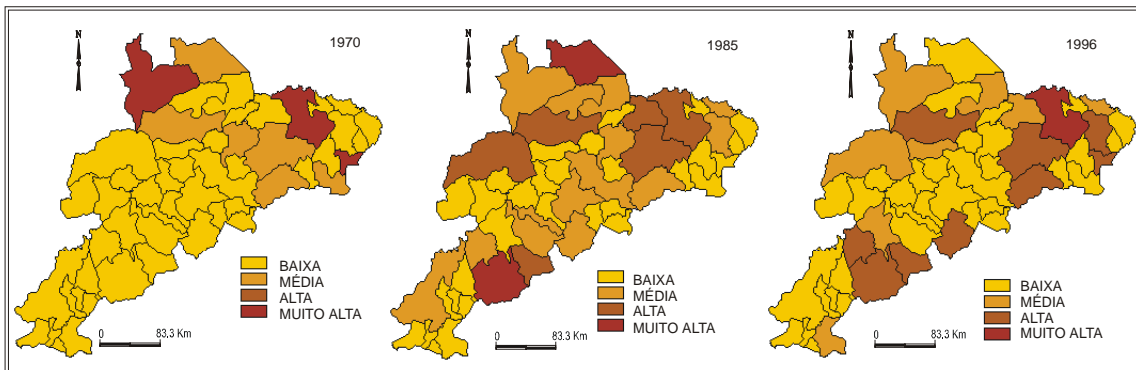 N
1970
BAIXA
MÉDIA
ALTA
MUITO ALTA
0 83,3 Km
N
1985
BAIXA
MÉDIA
ALTA
MUITO ALTA
0 83.3 Km
N
1996
BAIXA
MÉDIA
ALTA
MUITO ALTA
0 83,3 Km